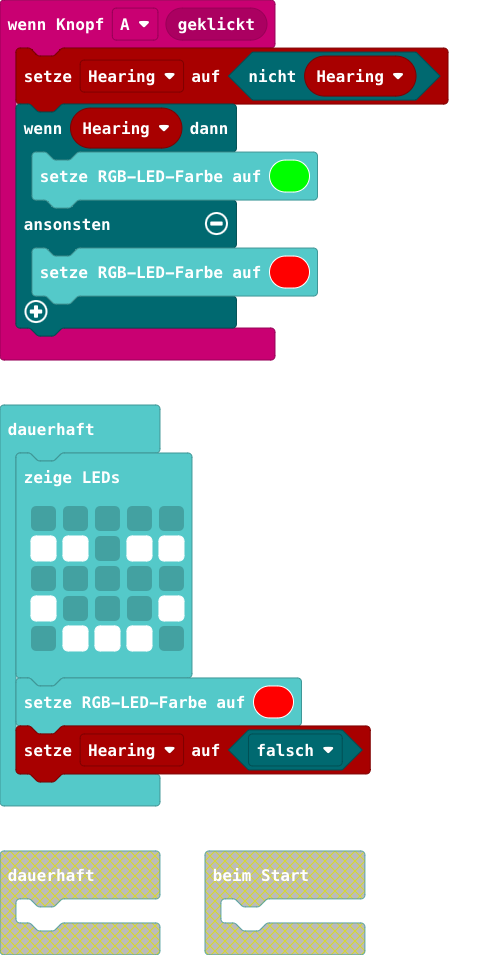 wenn Knopf A geklickt
setze Hearing auf nicht Hearing
wenn Hearing dann
setze RGB-LED-Farbe auf
ansonsten
setze RGB-LED-Farbe auf
dauerhaft
zeige LEDs
setze RGB-LED-Farbe auf
setze Hearing auf falsch
dauerhaft
beim Start